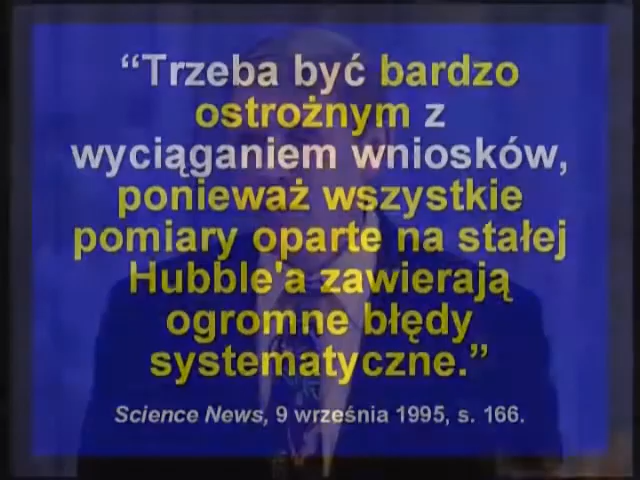 “Trzeba być bardzo
ostrożnym z
wyciąganiem wniosków,
ponieważ wszystkie
pomiary oparte na stałej
Hubble'a zawierają
ogromne błędy
systematyczne.”
Science News, 9 września 1995, s. 166.